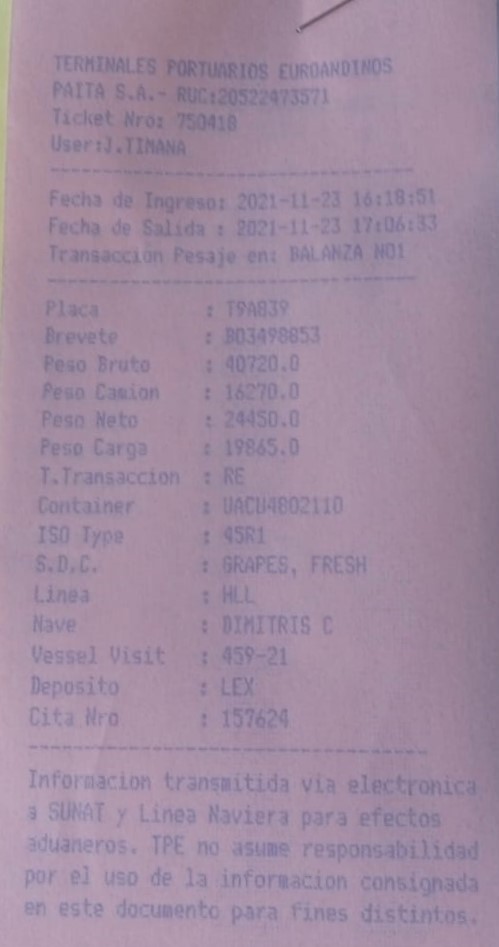 TERMINALES PORTUARIOS EUROANDINOS
PAITA S.A.- RUC:20522473571
Ticket Nro: 750418
User:J.TIMANA
Fecha de Ingreso: 2021-11-23 16:18:51
Fecha de Salida : 2021-11-23 17:06:33
Transaccion Pesaje en: BALANZA NO1
Placa : T9A839
Brevete : B03498853
Peso Bruto : 40720.0
Peso Camion : 16270.0
Peso Neto : 24450.0
Peso Carga : 19865.0
T.Transaccion : RE
Container : UACU4802110
ISO Type : 45R1
S.D.C. : GRAPES, FRESH
Linea : HLL
Nave : DIMITRIS C
Vessel Visit : 459-21
Deposito : LEX
Cita Nro : 157624
Informacion transmitida via electronica
a SUNAT y Linea Naviera para efectos
aduaneros. TPE no asume responsabilidad
por el uso de la informacion consignada
en este documento para fines distintos.